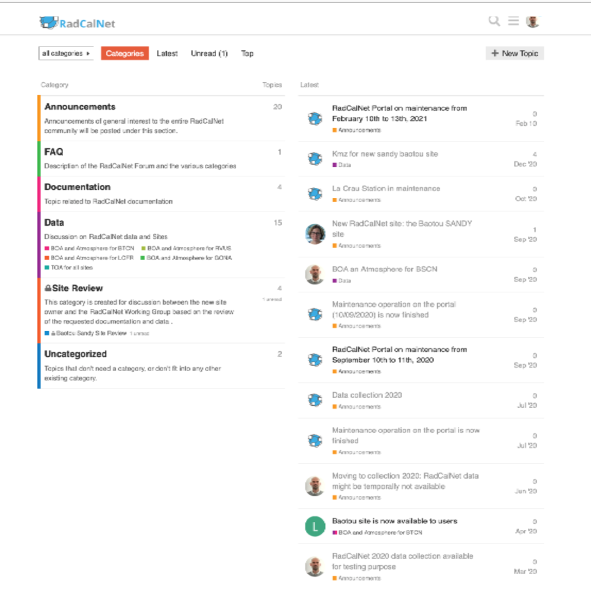 RadCalNet
all categories
Categories
Latest
Unread (1)
Top
+ New Topic
Category
Topics
Announcements
20
Announcements of general interest to the entire RadCalNet
community will be posted under this section.
FAQ
1
Description of the RadCalNet Forum and the various categories
Documentation
4
Topic related to RadCalNet documentation
Data
15
Discussion on RadCalNet data and Sites
BOA and Atmosphere for BTCN
BOA and Atmosphere for RVUS
BOA and Atmosphere for LCFR
BOA and Atmosphere for GONA
TOA for all sites
Site Review
4
1 unread
This category is created for discussion between the new site
owner and the RadCalNet Working Group based on the review
of the requested documentation and data .
Baotou Sandy Site Review 1 unread
Uncategorized
2
Topics that don't need a category, or don't fit into any other
existing category.
Latest
RadCalNet Portal on maintenance from
February 10th to 13th, 2021
Announcements
0
Feb 10
Kmz for new sandy baotou site
Data
4
Dec '20
La Crau Station in maintenance
Announcements
0
Oct '20
New RadCalNet site: the Baotou SANDY
site
Announcements
1
Sep '20
BOA an Atmosphere for BSCN
Data
0
Sep '20
Maintenance operation on the portal
(10/09/2020) is now finished
Announcements
0
Sep '20
RadCalNet Portal on maintenance from
September 10th to 11th, 2020
Announcements
0
Sep '20
Data collection 2020
Announcements
0
Jul '20
Maintenance operation on the portal is now
finished
Announcements
0
Jul '20
Moving to collection 2020: RadCalNet data
might be temporally not available
Announcements
0
Jun '20
L
Baotou site is now available to users
BOA and Atmosphere for BTCN
0
Apr '20
RadCalNet 2020 data collection available
for testing purpose
Announcements
0
Mar '20